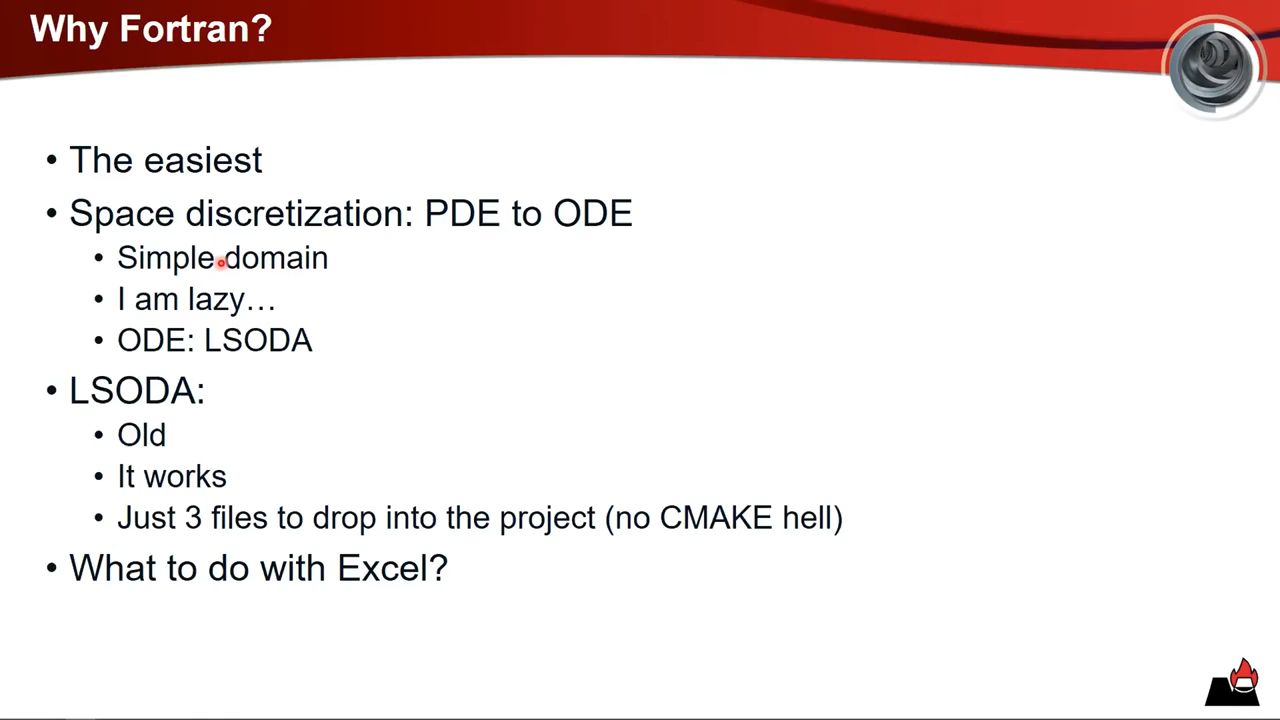 Why Fortran?
• The easiest
• Space discretization: PDE to ODE
• Simple domain
• I am lazy…
• ODE: LSODA
• LSODA:
• Old
• It works
• Just 3 files to drop into the project (no CMAKE hell)
• What to do with Excel?